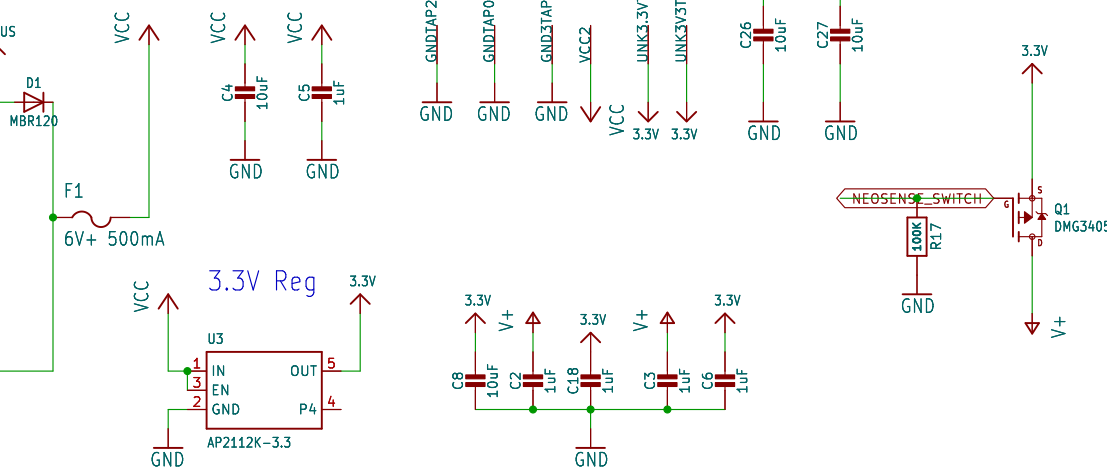 US
VCC
VCC
VCC
D1
MBR120
C4
10uF
C5
1uF
GND
GND
F1
6V+ 500mA
GNDTAP2
GNDTAP0
GND3TAP
VCC2
UNK3.3V
UNK3V3T
GND
GND
GND
VCC
3.3V
3.3V
C26
10uF
C27
10uF
GND
GND
3.3V
NEOSENSE_SWITCH
G
S
D
Q1
DMG3405
100K
R17
GND
V+
3.3V Reg
VCC
3.3V
U3
1 IN
3 EN
2 GND
OUT 5
P4 4
AP2112K-3.3
GND
3.3V
V+
3.3V
V+
3.3V
C8
10uF
C2
1uF
C18
1uF
C3
1uF
C6
1uF
GND